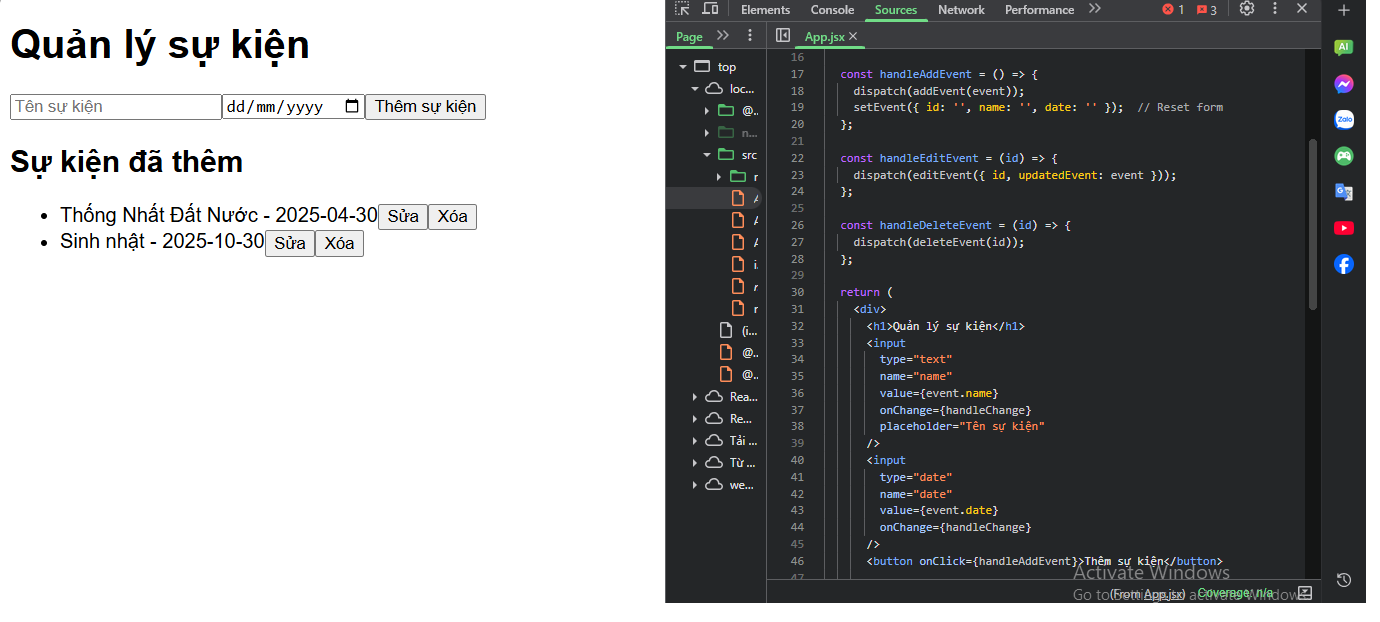 Quản lý sự kiện
Tên sự kiện
dd/mm/yyyy
Thêm sự kiện
Sự kiện đã thêm
Thống Nhất Đất Nước - 2025-04-30 Sửa Xóa
Sinh nhật - 2025-10-30 Sửa Xóa
Elements Console Sources Network Performance 1 3
Page
App.jsx
top
loc...
@..
n...
src
r
A
A
A
i.
r
r
(i...
@..
@..
Rea...
Re...
Tải ...
Từ ...
we...
16
17 const handleAddEvent = () => {
18 dispatch(addEvent(event));
19 setEvent({ id: '', name: '', date: '' }); // Reset form
20 };
21
22 const handleEditEvent = (id) => {
23 dispatch(editEvent({ id, updatedEvent: event }));
24 };
25
26 const handleDeleteEvent = (id) => {
27 dispatch(deleteEvent(id));
28 };
29
30 return (
31 <div>
32 <h1>Quản lý sự kiện</h1>
33 <input
34 type="text"
35 name="name"
36 value={event.name}
37 onChange={handleChange}
38 placeholder="Tên sự kiện"
39 />
40 <input
41 type="date"
42 name="date"
43 value={event.date}
44 onChange={handleChange}
45 />
46 <button onClick={handleAddEvent}>Thêm sự kiện</button>
47
Activate Windows
Go to Settings to activate Windows.
(From App.jsx) Coverage: n/a
AI
Zalo